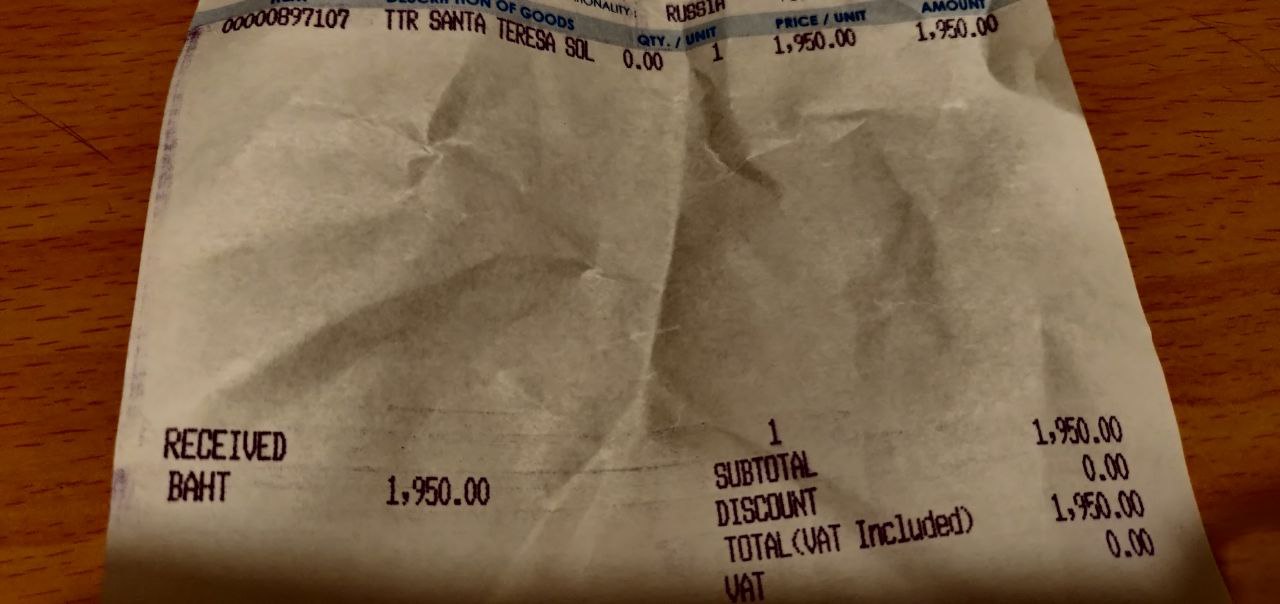 RUSSIA
DESCRIPTION OF GOODS QTY. / UNIT PRICE / UNIT AMOUNT
00000897107 TTR SANTA TERESA SOL 0.00 1 1,950.00 1,950.00
RECEIVED 1 1,950.00
BAHT 1,950.00 SUBTOTAL 0.00
DISCOUNT 1,950.00
TOTAL(VAT Included) 0.00
VAT